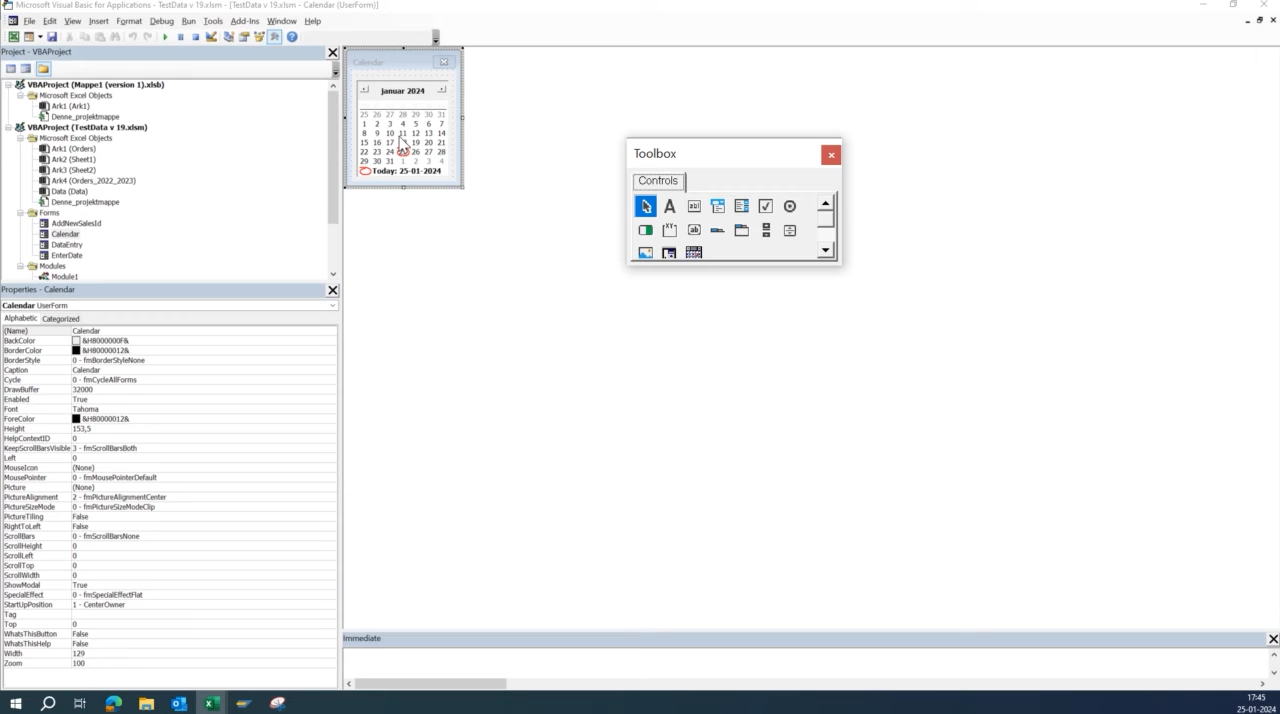 Microsoft Visual Basic for Applications - TestData v 19.xlsm - [TestData v 19.xlsm - Calendar (UserForm)]
File Edit View Insert Format Debug Run Tools Add-Ins Window Help
Project - VBAProject
VBAProject (Mappe1 (version 1).xlsb)
Microsoft Excel Objects
Ark1 (Ark1)
Denne_projektmappe
VBAProject (TestData v 19.xlsm)
Microsoft Excel Objects
Ark1 (Orders)
Ark2 (Sheet1)
Ark3 (Sheet2)
Ark4 (Orders_2022_2023)
Data (Data)
Denne_projektmappe
Forms
AddNewSalesId
Calendar
DataEntry
EnterDate
Modules
Module1
Properties - Calendar
Calendar UserForm
Alphabetic Categorized
(Name) Calendar
BackColor &H8000000F&
BorderColor &H80000012&
BorderStyle 0 - fmBorderStyleNone
Caption Calendar
Cycle 0 - fmCycleAllForms
DrawBuffer 32000
Enabled True
Font Tahoma
ForeColor &H80000012&
Height 153,5
HelpContextID 0
KeepScrollBarsVisible 3 - fmScrollBarsBoth
Left 0
MouseIcon (None)
MousePointer 0 - fmMousePointerDefault
Picture (None)
PictureAlignment 2 - fmPictureAlignmentCenter
PictureSizeMode 0 - fmPictureSizeModeClip
PictureTiling False
RightToLeft False
ScrollBars 0 - fmScrollBarsNone
ScrollHeight 0
ScrollLeft 0
ScrollTop 0
ScrollWidth 0
ShowModal True
SpecialEffect 0 - fmSpecialEffectFlat
StartUpPosition 1 - CenterOwner
Tag
Top 0
WhatsThisButton False
WhatsThisHelp False
Width 129
Zoom 100
Calendar
januar 2024
25 26 27 28 29 30 31
1 2 3 4 5 6 7
8 9 10 11 12 13 14
15 16 17 19 20 21
22 23 24 26 27 28
29 30 31 1 2 3 4
Today: 25-01-2024
Toolbox
Controls
A ab|
XY ab
Immediate
17:45
25-01-2024